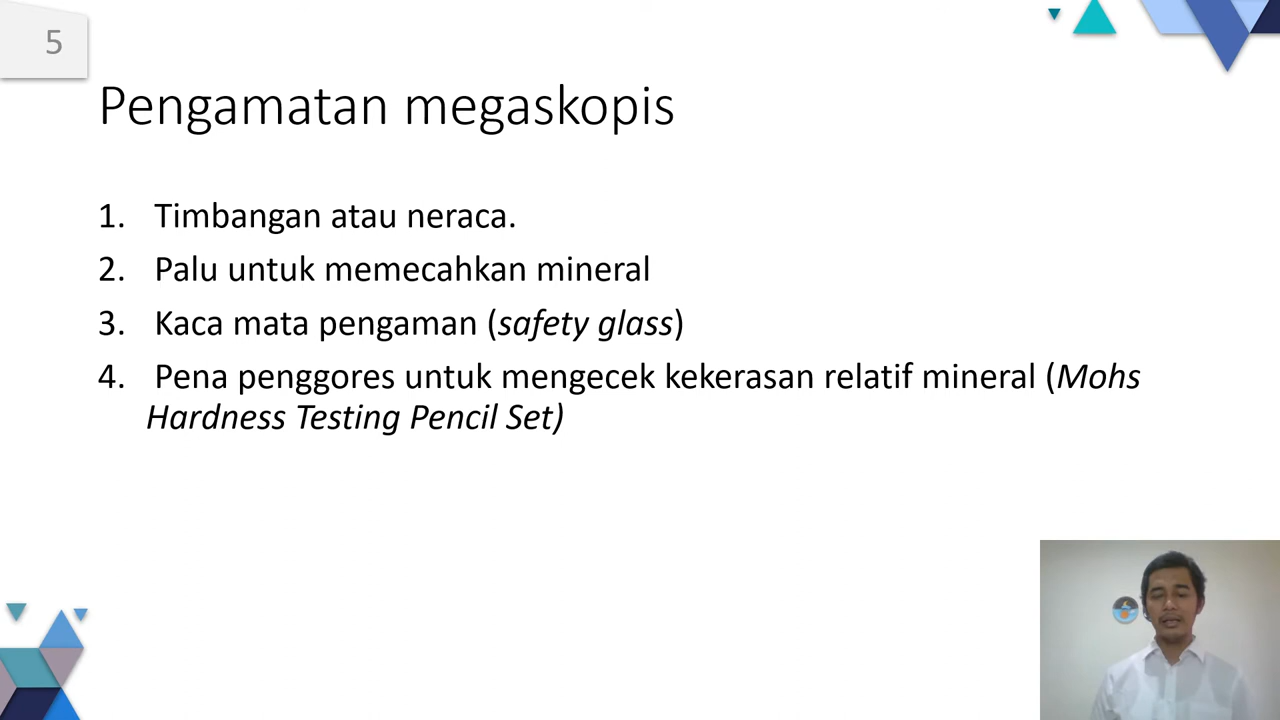 5
Pengamatan megaskopis
1. Timbangan atau neraca.
2. Palu untuk memecahkan mineral
3. Kaca mata pengaman (safety glass)
4. Pena penggores untuk mengecek kekerasan relatif mineral (Mohs
Hardness Testing Pencil Set)